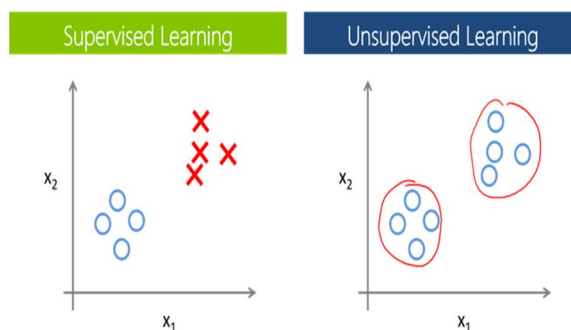 Supervised Learning
Unsupervised Learning
x₂
x₁
x₂
x₁